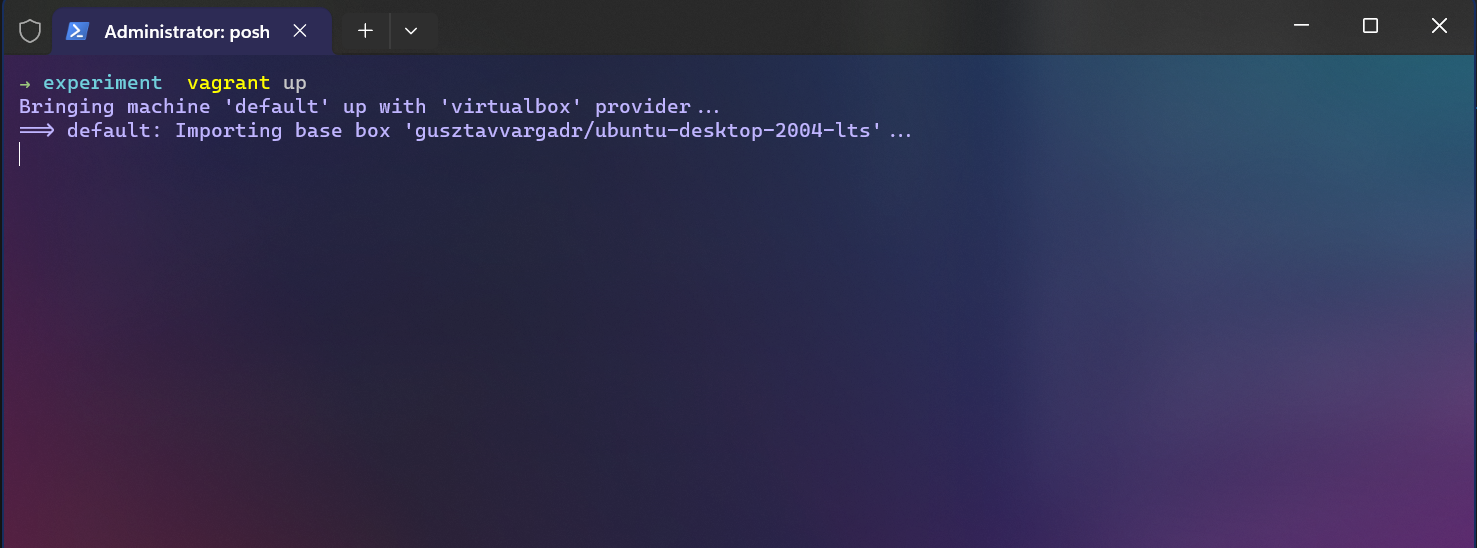 Administrator: posh
→ experiment  vagrant up
Bringing machine 'default' up with 'virtualbox' provider...
==> default: Importing base box 'gusztavvargadr/ubuntu-desktop-2004-lts'...